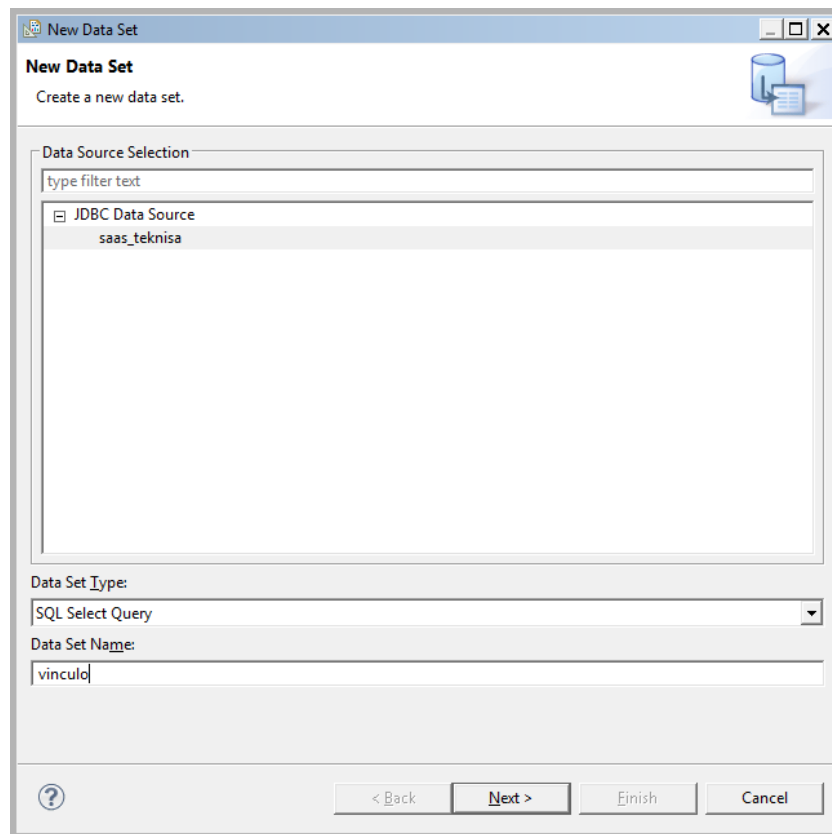 New Data Set
New Data Set
Create a new data set.
Data Source Selection
type filter text
JDBC Data Source
saas_teknisa
Data Set Type:
SQL Select Query
Data Set Name:
vinculo
< Back Next > Finish Cancel